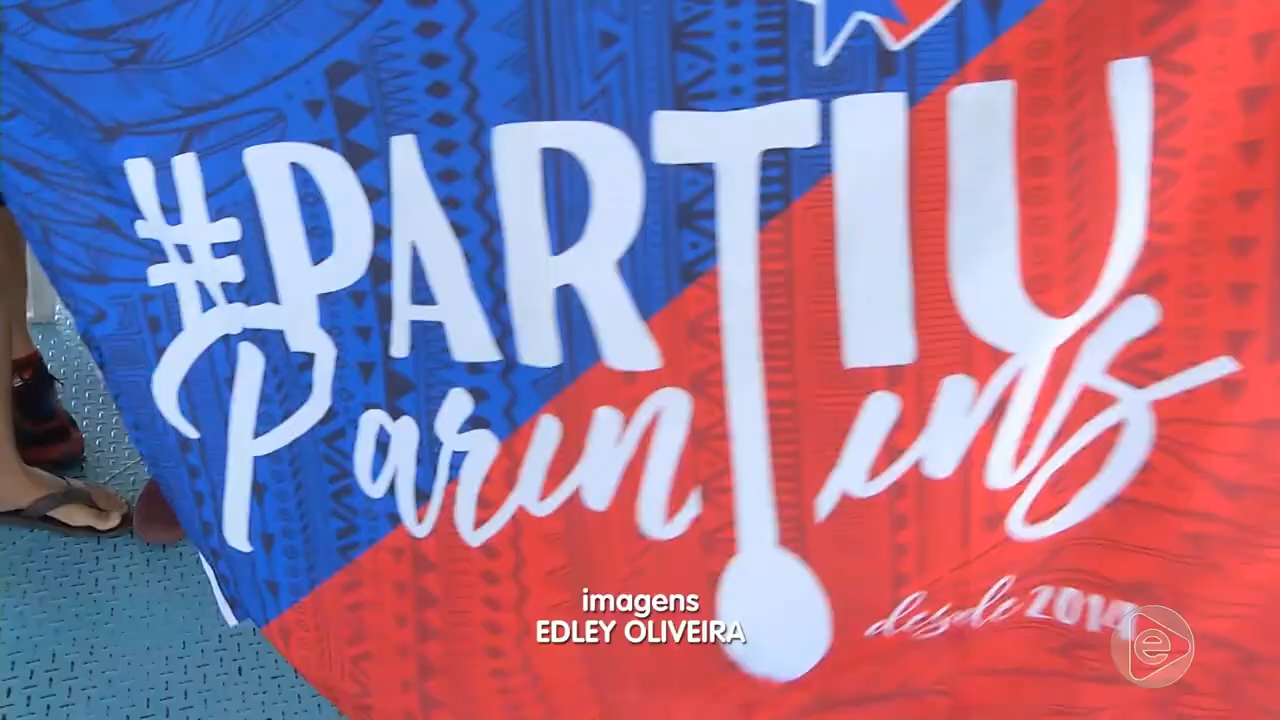 #PARTIU
Parintins
desde 2014
imagens
EDLEY OLIVEIRA
e